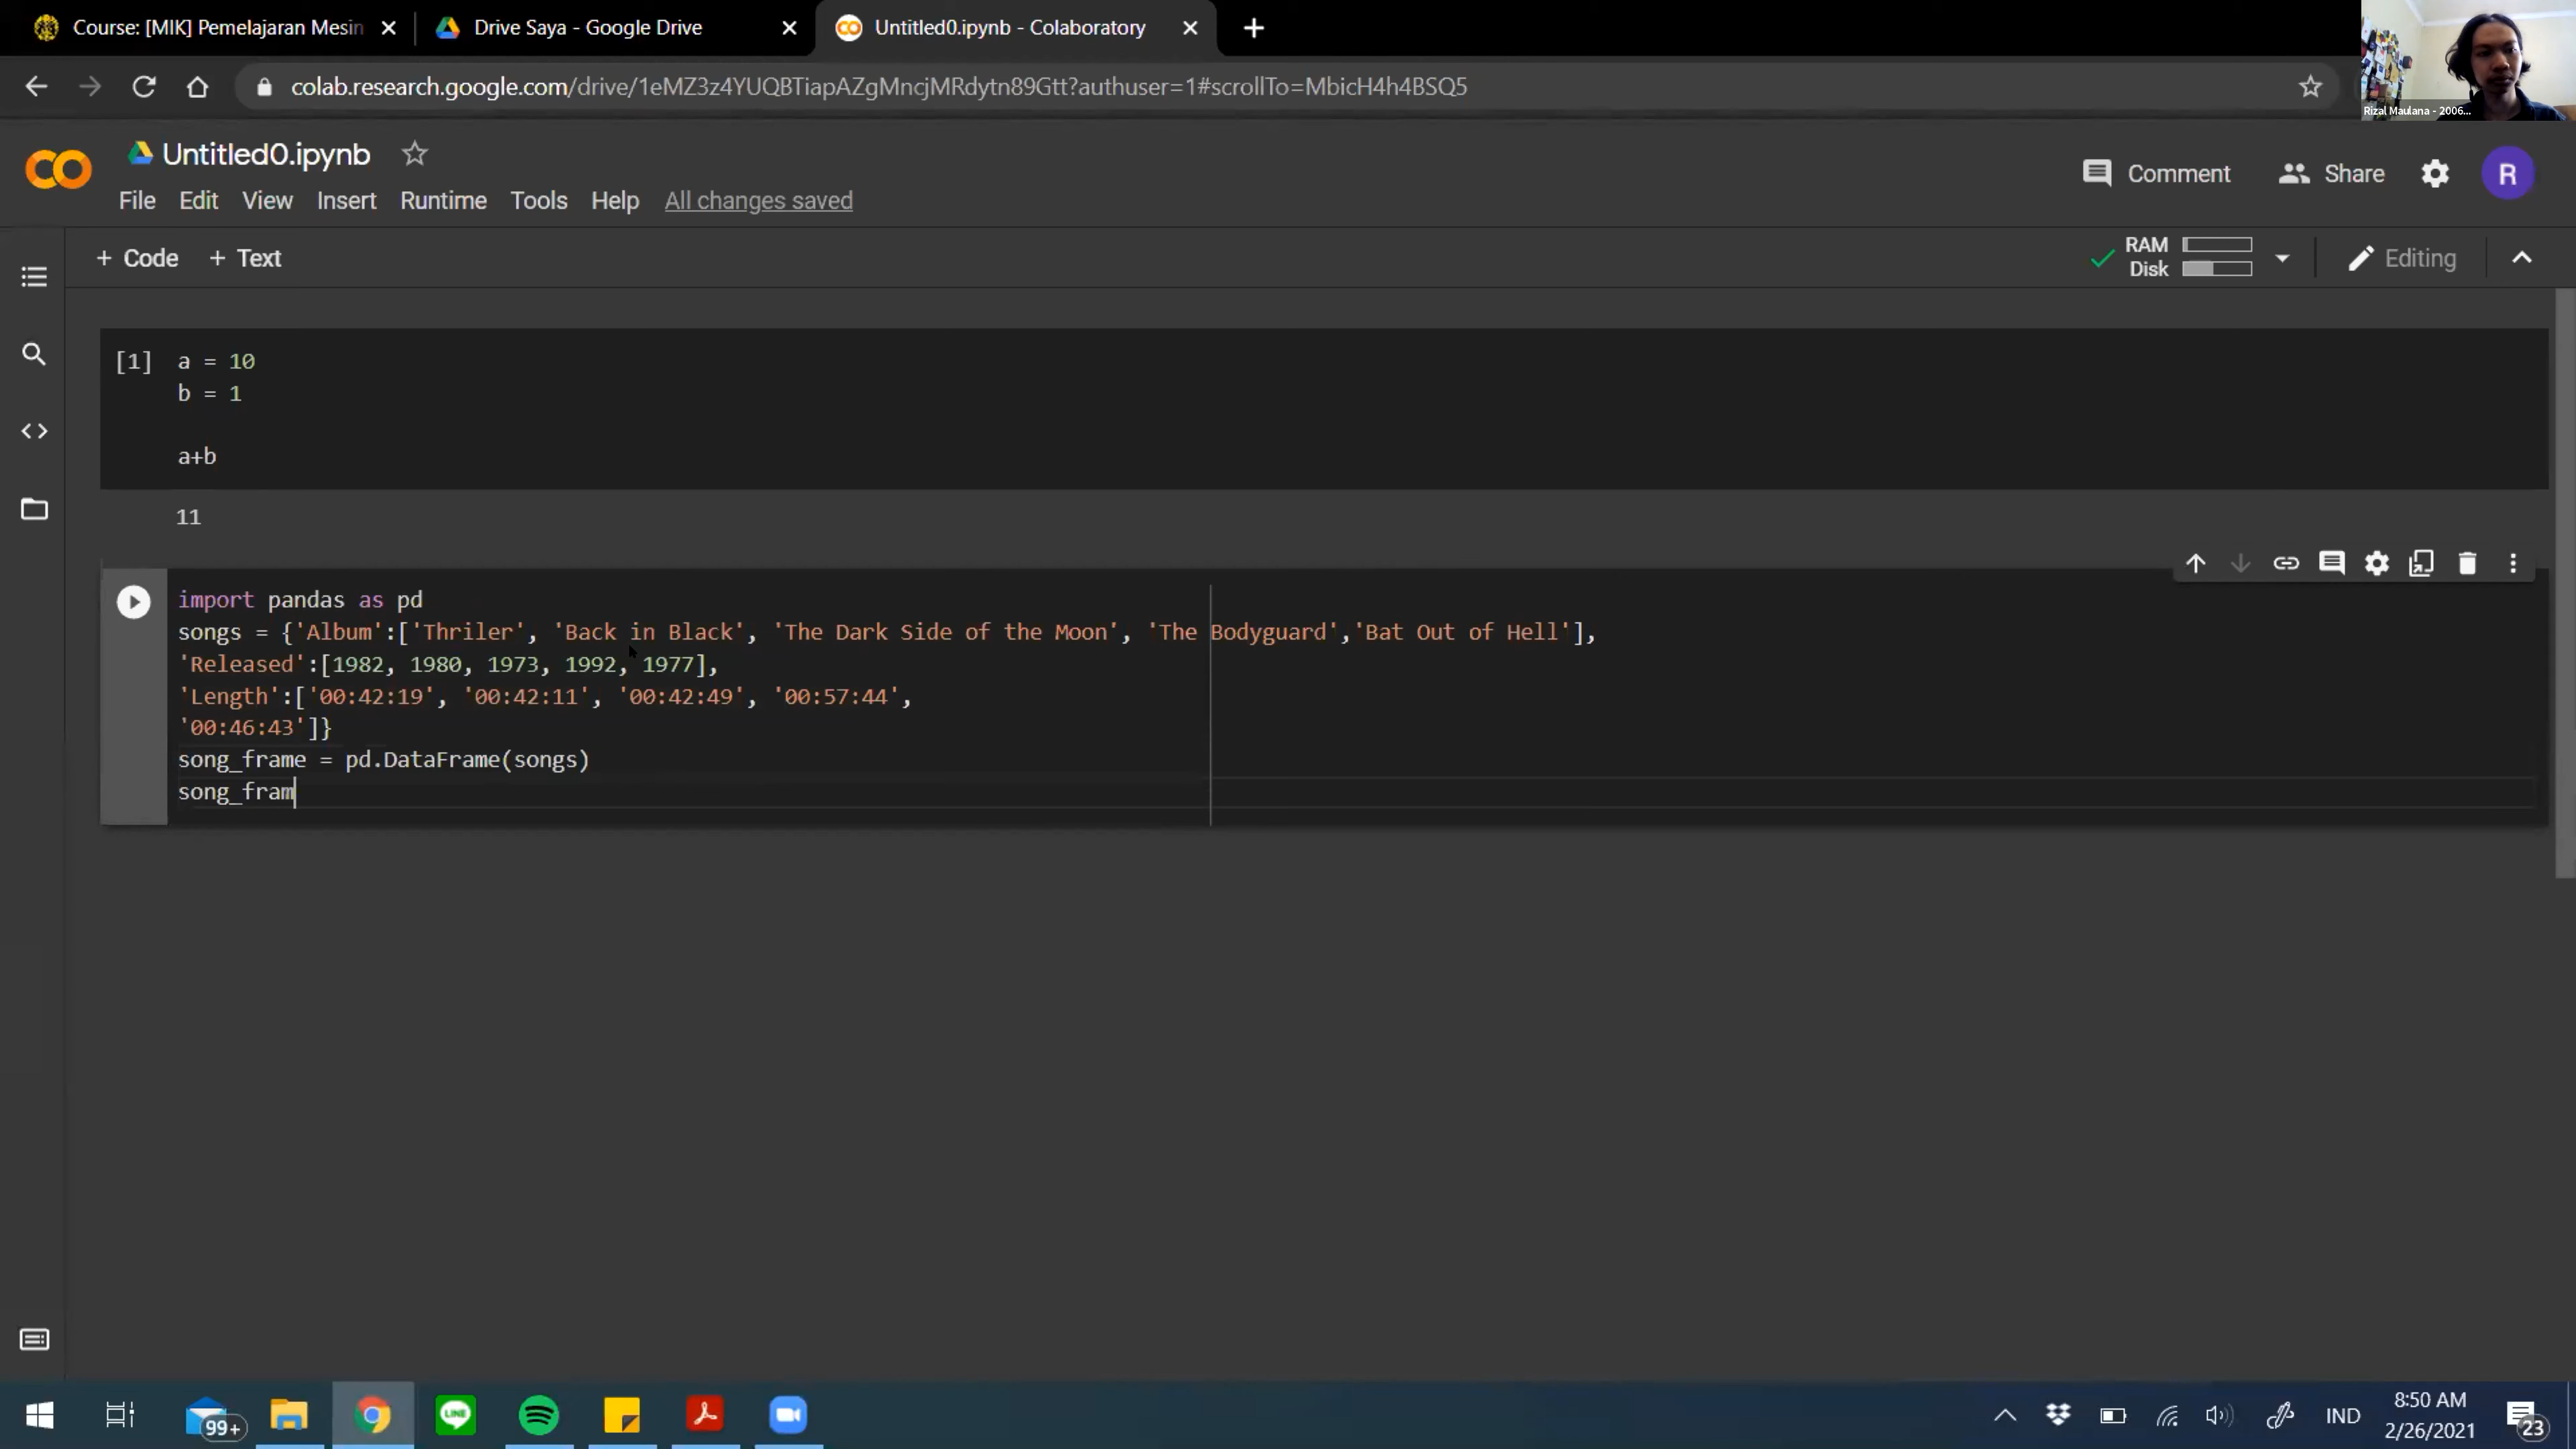 Course: [MIK] Pemelajaran Mesin
Drive Saya - Google Drive
Untitled0.ipynb - Colaboratory
colab.research.google.com/drive/1eMZ3z4YUQBTiapAZgMncjMRdytn89Gtt?authuser=1#scrollTo=MbicH4h4BSQ5
Rizal Maulana - 2006...
Untitled0.ipynb
Comment
Share
R
File Edit View Insert Runtime Tools Help All changes saved
+ Code + Text
RAM
Disk
Editing
[1] a = 10
b = 1
a+b
11
import pandas as pd
songs = {'Album':['Thriler', 'Back in Black', 'The Dark Side of the Moon', 'The Bodyguard','Bat Out of Hell'],
'Released':[1982, 1980, 1973, 1992, 1977],
'Length':['00:42:19', '00:42:11', '00:42:49', '00:57:44',
'00:46:43']}
song_frame = pd.DataFrame(songs)
song_fram
99+
LINE
IND
8:50 AM
2/26/2021
23